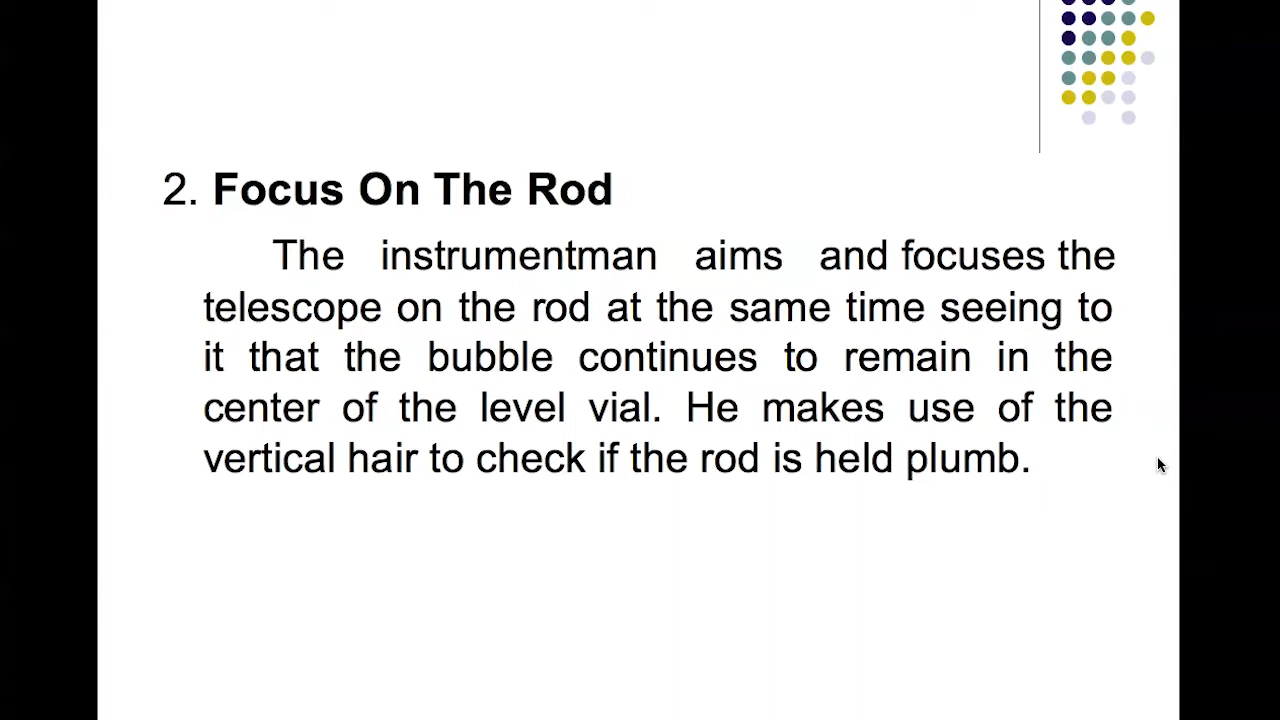 2. Focus On The Rod
The instrumentman aims and focuses the
telescope on the rod at the same time seeing to
it that the bubble continues to remain in the
center of the level vial. He makes use of the
vertical hair to check if the rod is held plumb.